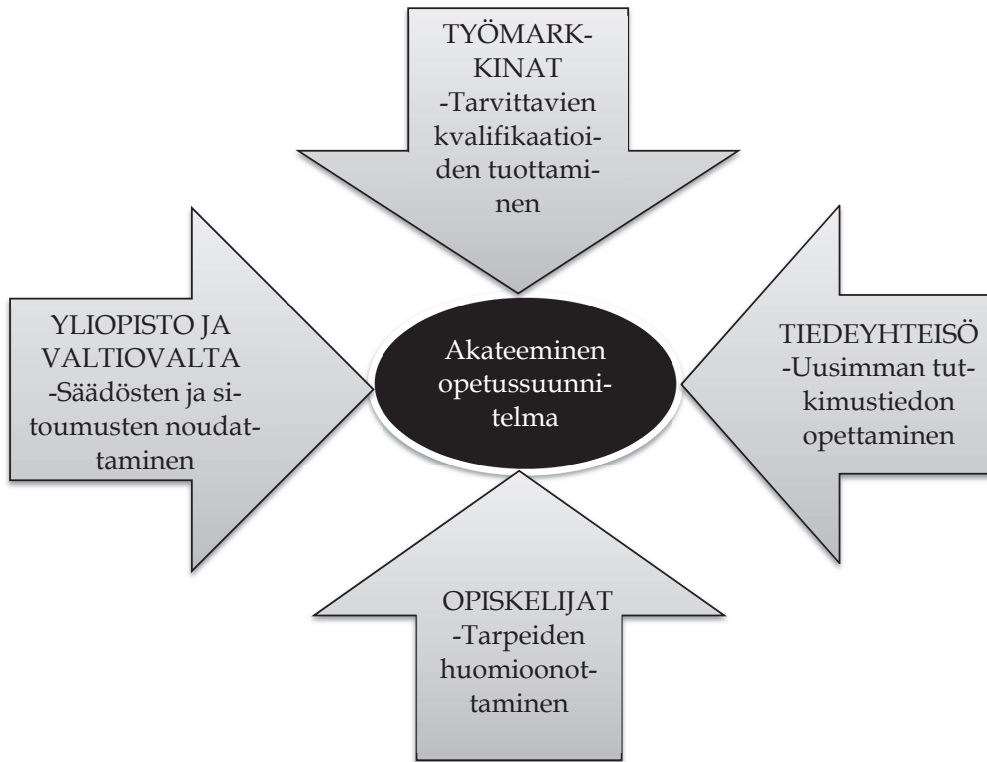 TYÖMARK-
KINAT
-Tarvittavien
kvalifikaatioi-
den tuottami-
nen
YLIOPISTO JA
VALTIOVALTA
-Säädösten ja si-
toumusten noudat-
taminen
Akateeminen
opetussuunni-
telma
TIEDEYHTEISÖ
-Uusimman tut-
kimustiedon
opettaminen
OPISKELIJAT
-Tarpeiden
huomioonot-
taminen